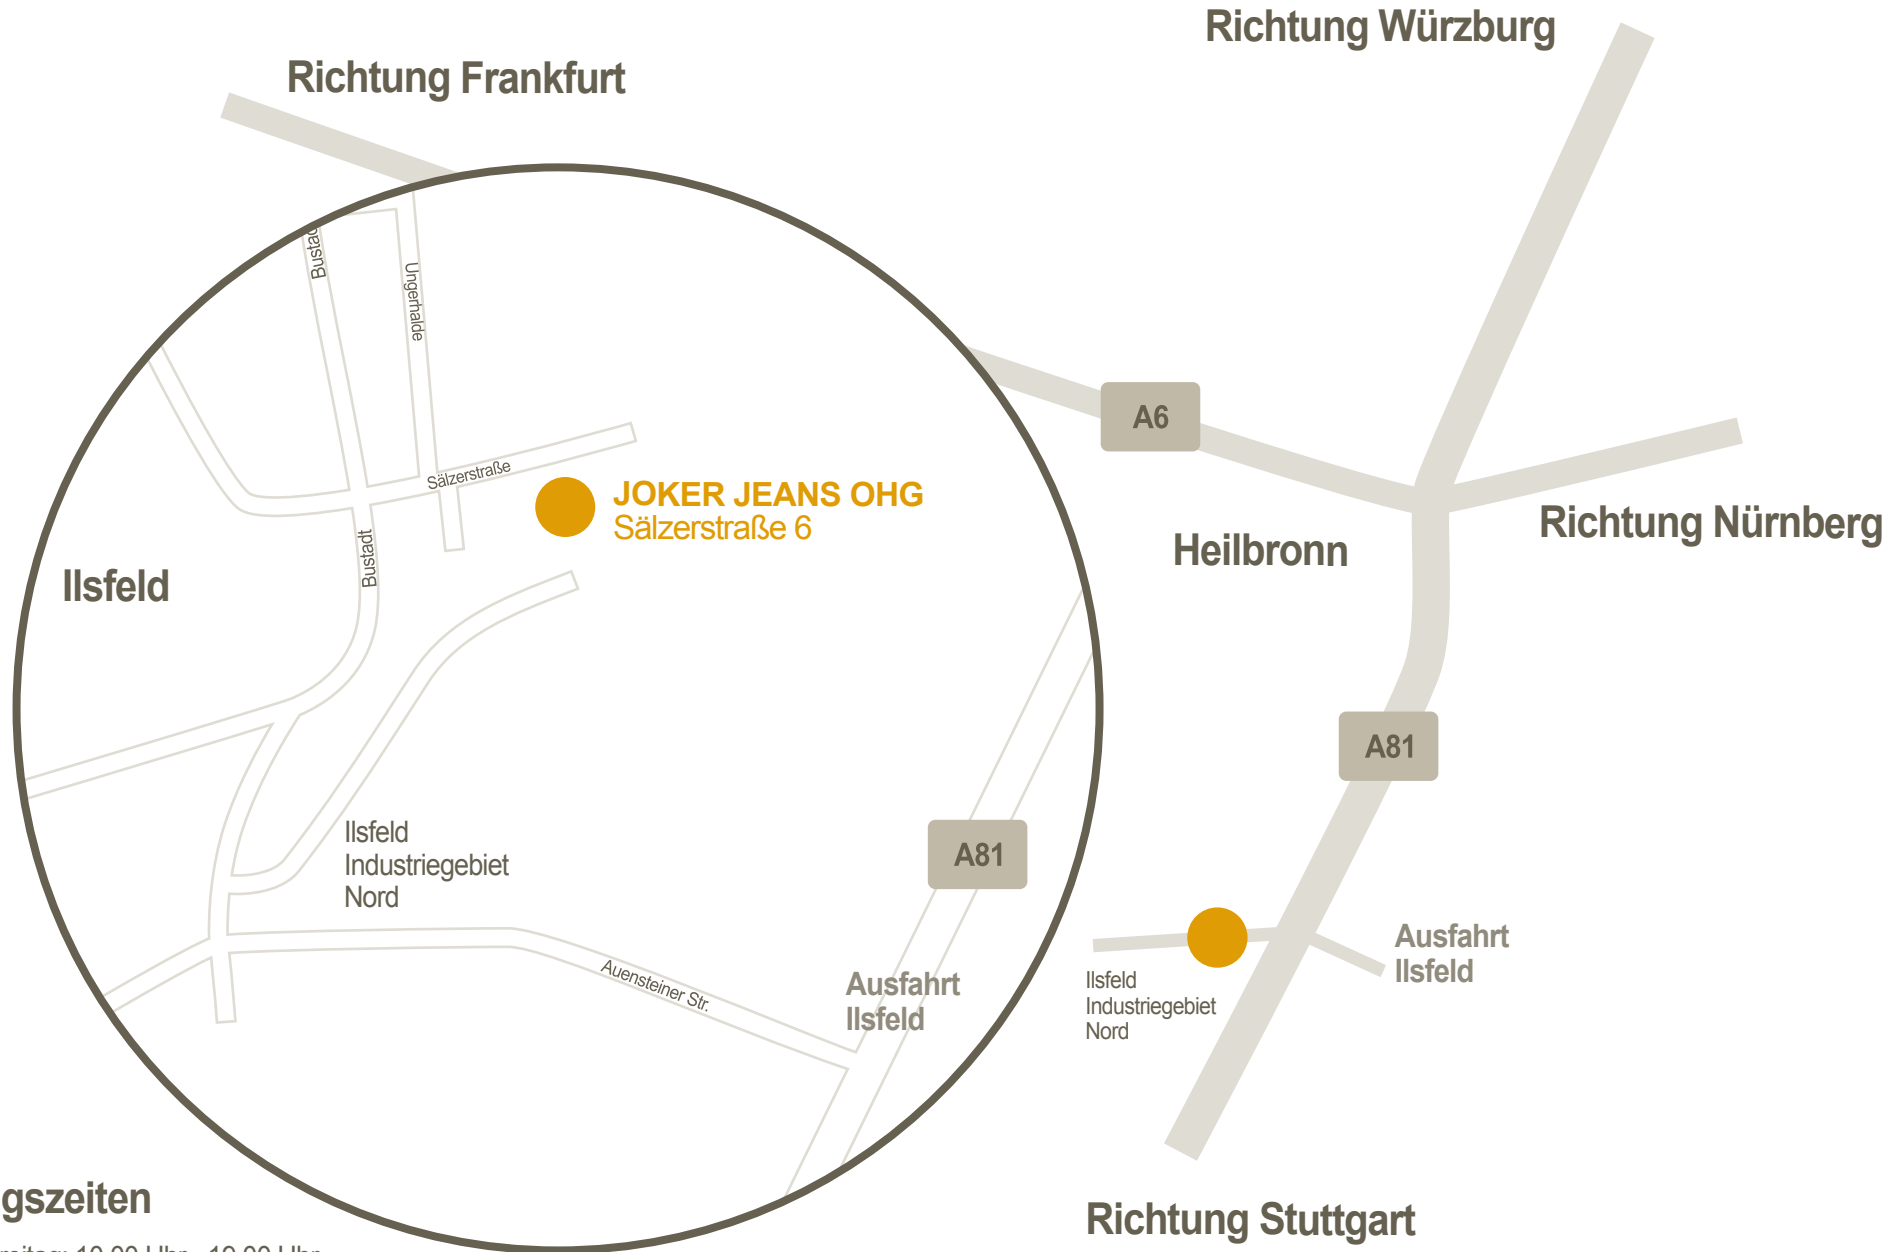 Richtung Würzburg
Richtung Frankfurt
Bustad
Ungerhalde
A6
Sälzerstraße
JOKER JEANS OHG
Sälzerstraße 6
Richtung Nürnberg
Heilbronn
Bustadt
Ilsfeld
A81
Ilsfeld
Industriegebiet
Nord
A81
Ausfahrt
Ilsfeld
Auensteiner Str.
Ausfahrt
Ilsfeld
Ilsfeld
Industriegebiet
Nord
gszeiten
Richtung Stuttgart